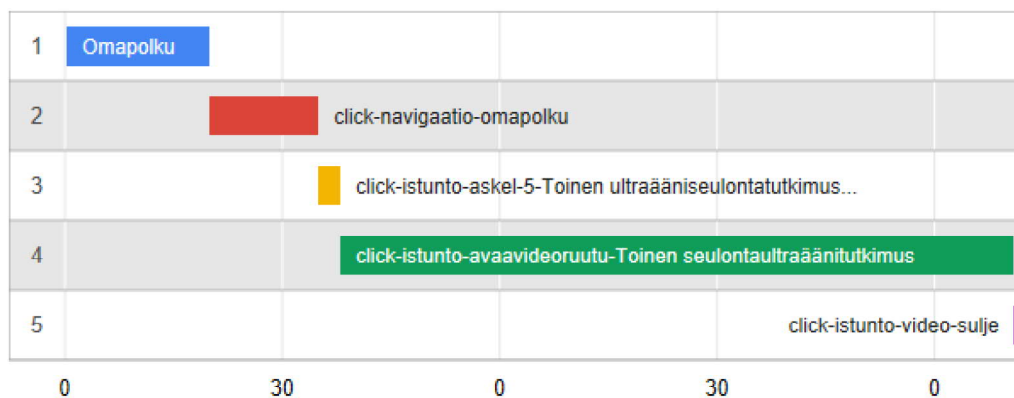 1 Omapolku
2 click-navigaatio-omapolku
3 click-istunto-askel-5-Toinen ultraääniseulontatutkimus...
4 click-istunto-avaavideoruutu-Toinen seulontaultraäänitutkimus
5 click-istunto-video-sulje
0 30 0 30 0